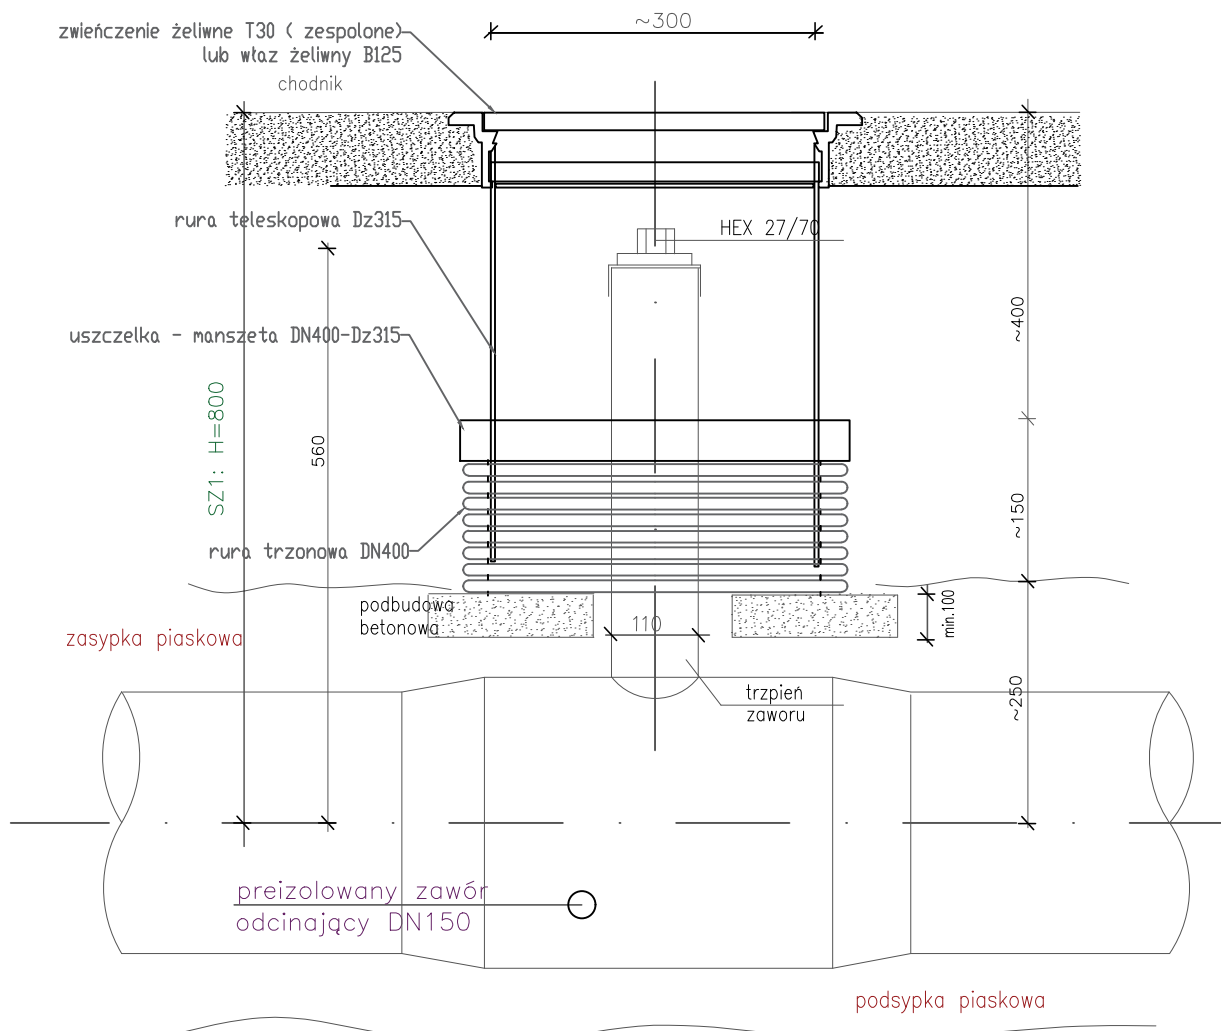 ~300
zwieńczenie żeliwne T30 ( zespolone)
lub właz żeliwny B125
chodnik
rura teleskopowa Dz315
HEX 27/70
uszczelka - manszeta DN400-Dz315
~400
SZ1: H=800
560
~150
rura trzonowa DN400
podbudowa
betonowa
110
min.100
zasypka piaskowa
trzpień
zaworu
~250
preizolowany zawór
odcinający DN150
podsypka piaskowa